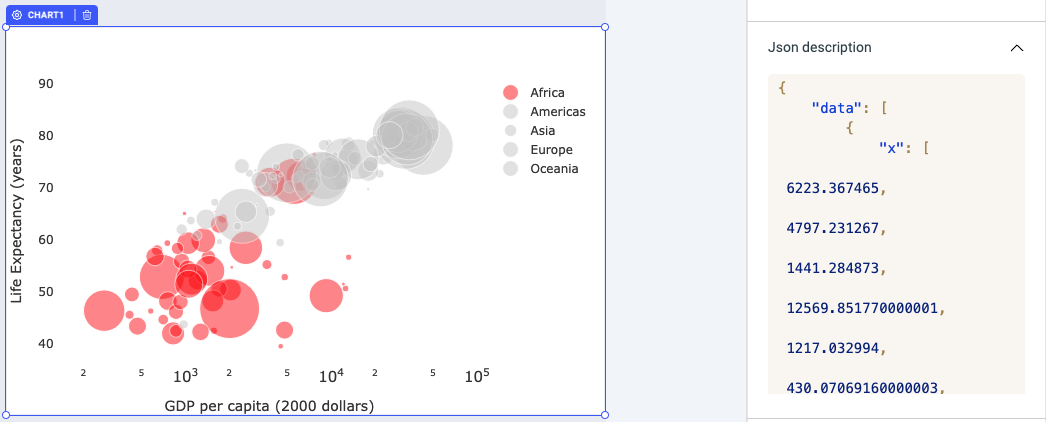 CHART1
90
80
70
60
50
40
Life Expectancy (years)
2
5
10³
2
5
10⁴
2
5
10⁵
GDP per capita (2000 dollars)
Africa
Americas
Asia
Europe
Oceania
Json description
{
"data": [
{
"x": [
6223.367465,
4797.231267,
1441.284873,
12569.851770000001,
1217.032994,
430.07069160000003,